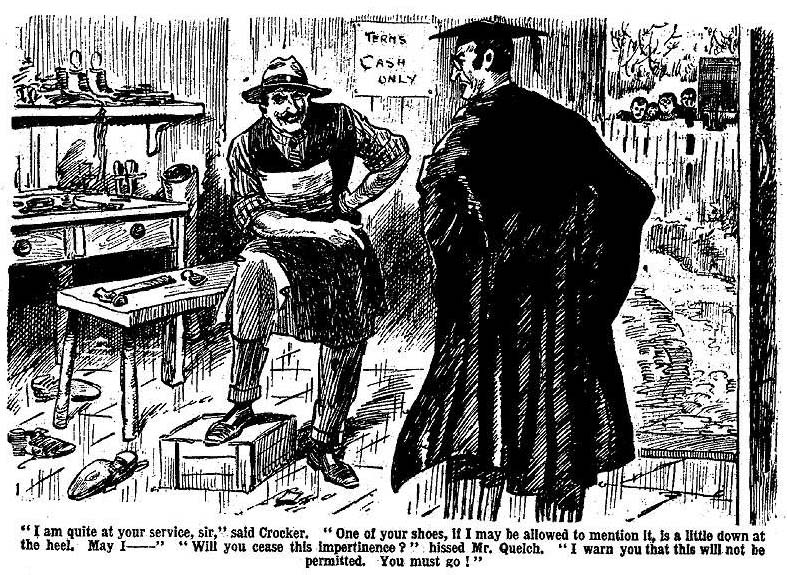 TERMS
CASH
ONLY
"I am quite at your service, sir," said Crocker. "One of your shoes, if I may be allowed to mention it, is a little down at
the heel. May I——" "Will you cease this impertinence?" hissed Mr. Quelch. "I warn you that this will not be
permitted. You must go!"